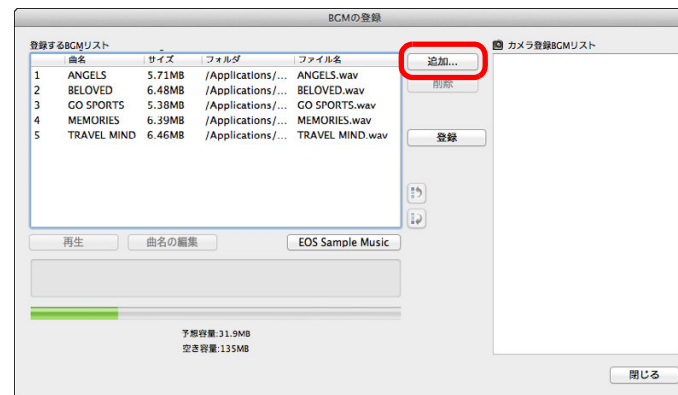 BGMの登録
登録するBGMリスト
カメラ登録BGMリスト
曲名 サイズ フォルダ ファイル名
1 ANGELS 5.71MB /Applications/... ANGELS.wav
2 BELOVED 6.48MB /Applications/... BELOVED.wav
3 GO SPORTS 5.38MB /Applications/... GO SPORTS.wav
4 MEMORIES 6.39MB /Applications/... MEMORIES.wav
5 TRAVEL MIND 6.46MB /Applications/... TRAVEL MIND.wav
追加...
削除
登録
再生 曲名の編集 EOS Sample Music
予想容量:31.9MB
空き容量:135MB
閉じる